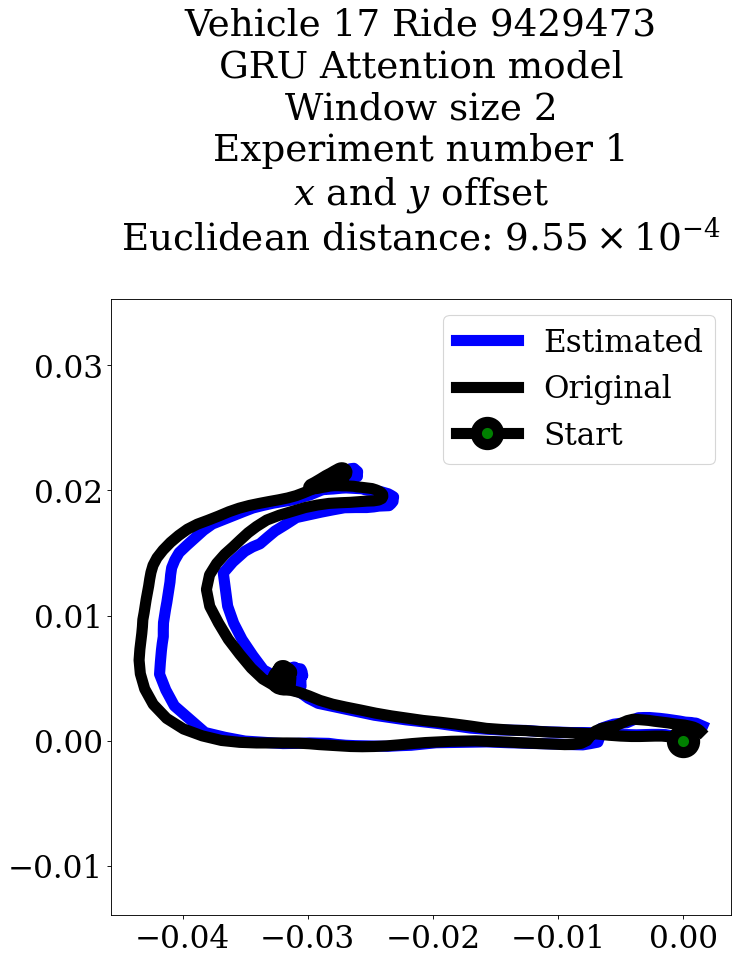 Vehicle 17 Ride 9429473
GRU Attention model
Window size 2
Experiment number 1
x and y offset
Euclidean distance: 9.55 × 10⁻⁴
Estimated
Original
Start
0.03
0.02
0.01
0.00
−0.01
−0.04 −0.03 −0.02 −0.01 0.00